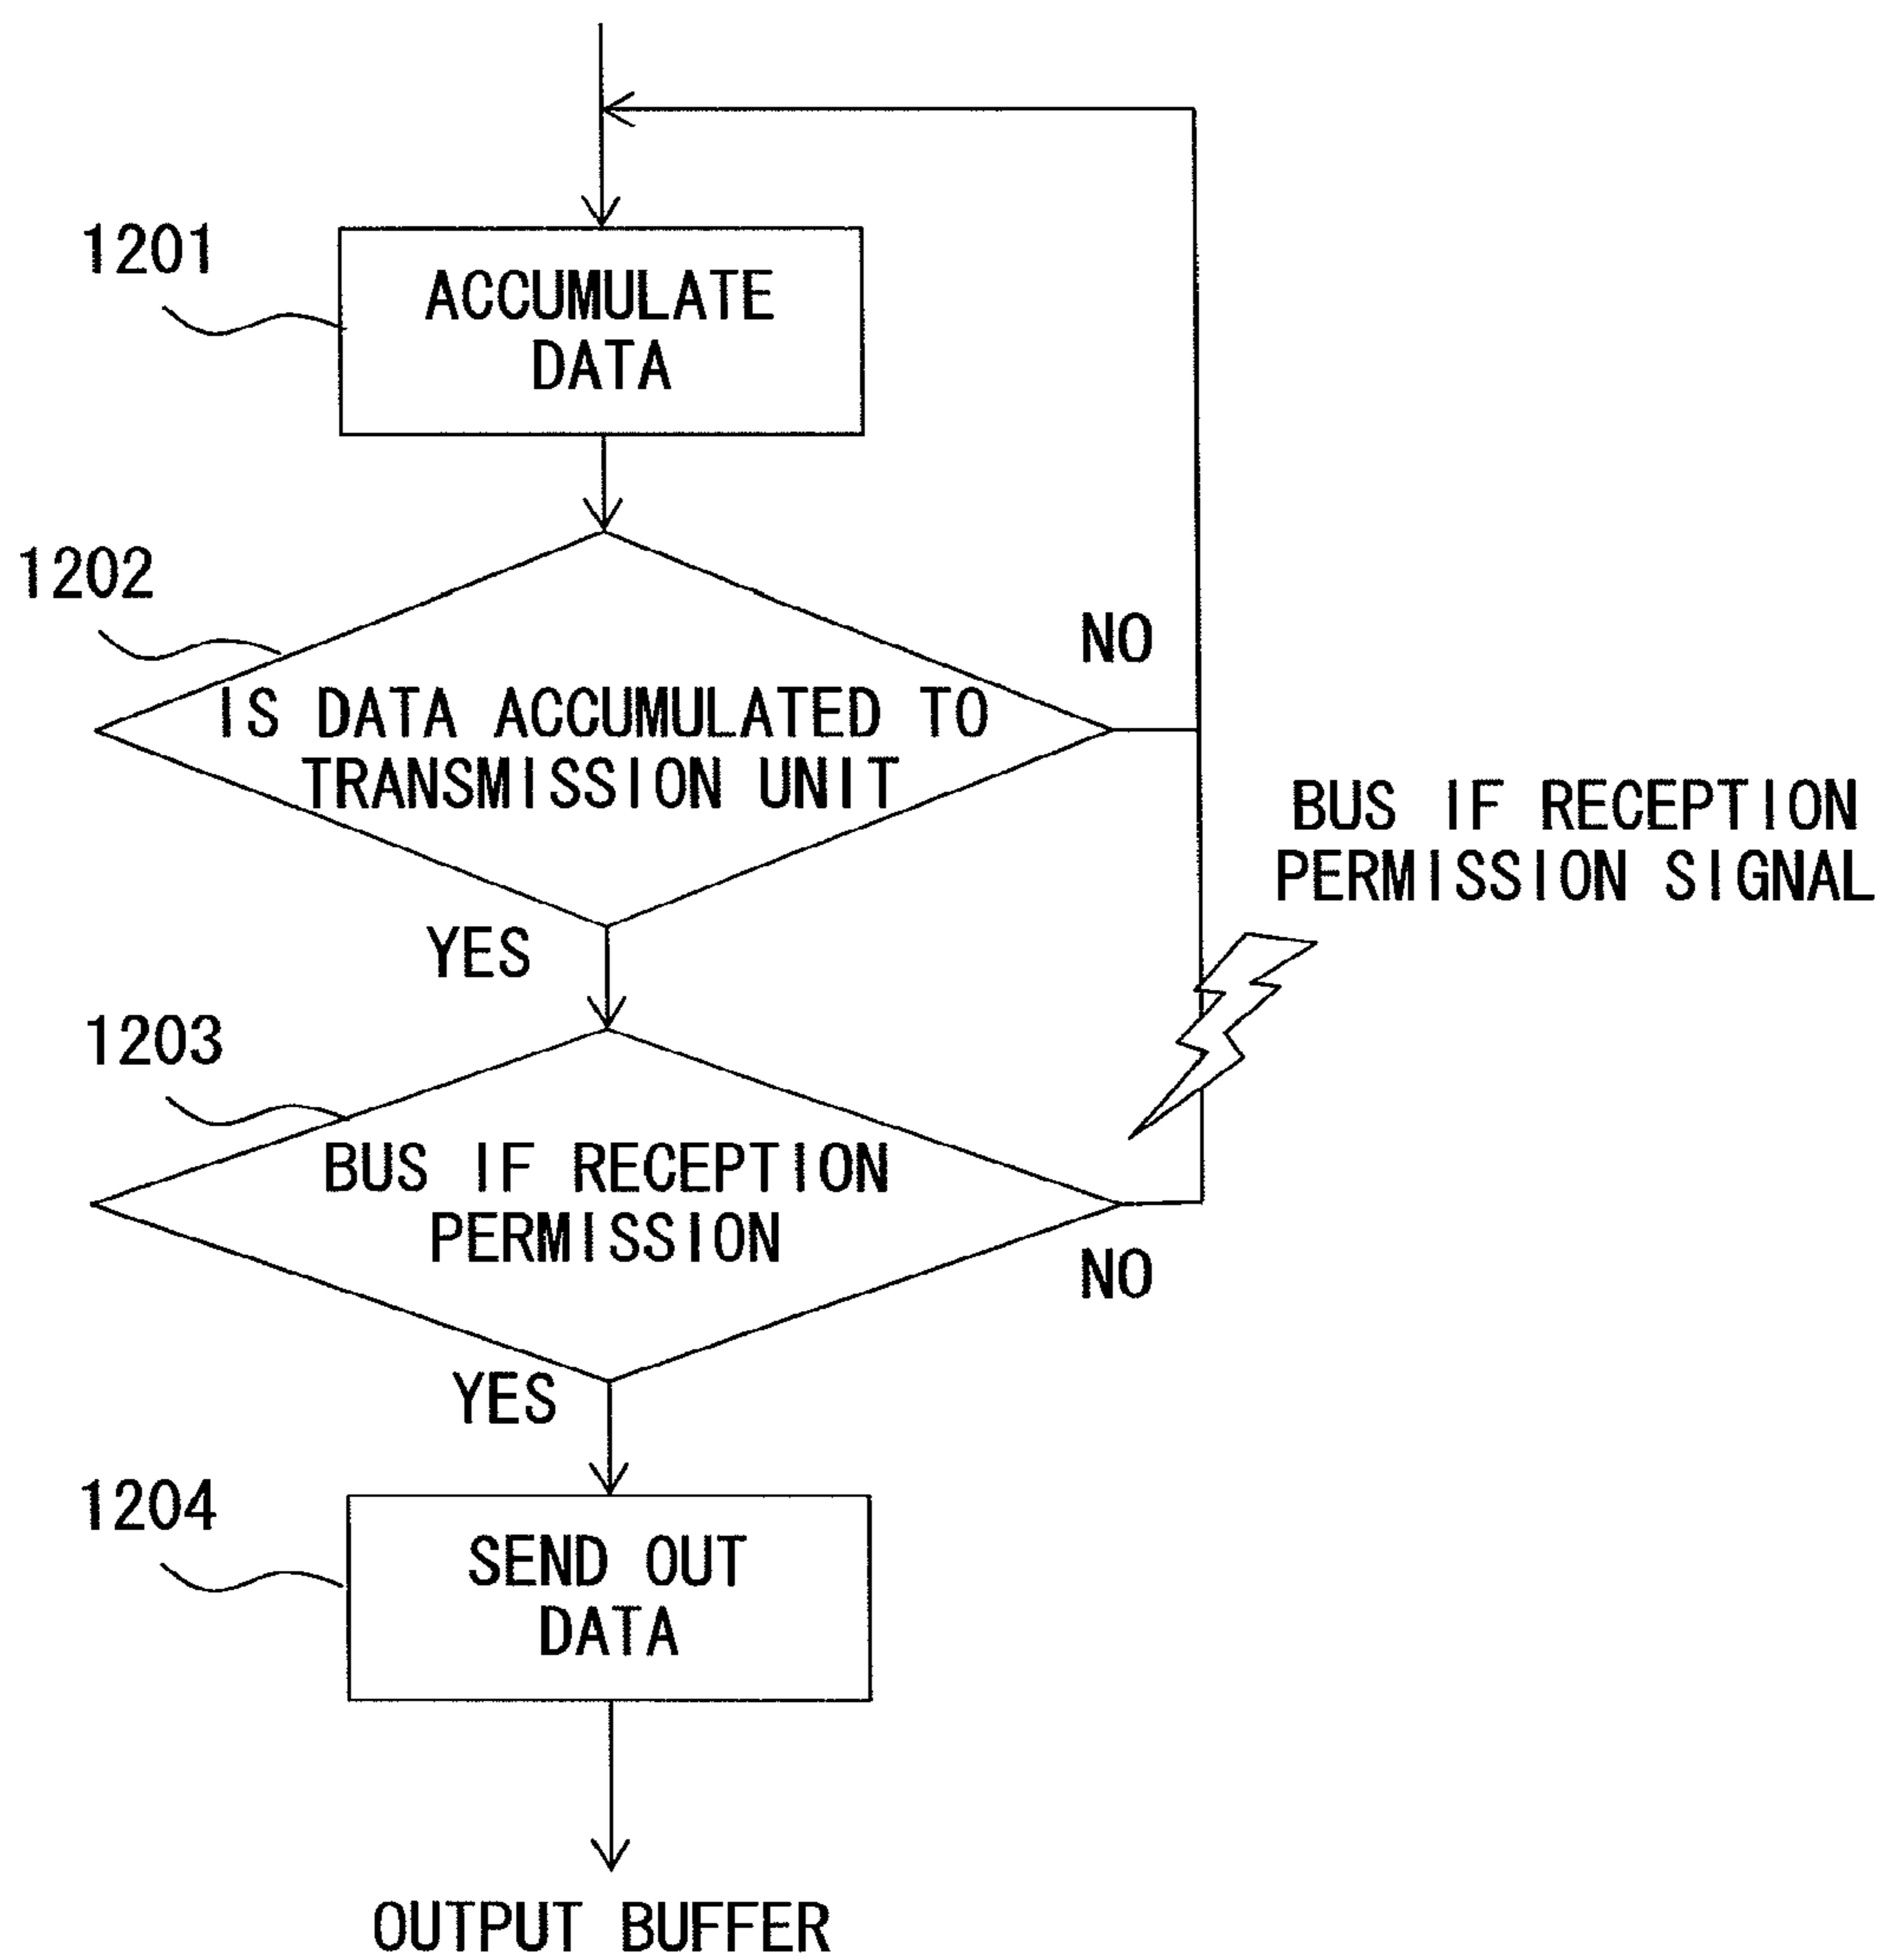 1201
ACCUMULATE
DATA
1202
NO
IS DATA ACCUMULATED TO
TRANSMISSION UNIT
BUS IF RECEPTION
PERMISSION SIGNAL
YES
1203
BUS IF RECEPTION
PERMISSION
NO
YES
1204
SEND OUT
DATA
OUTPUT BUFFER